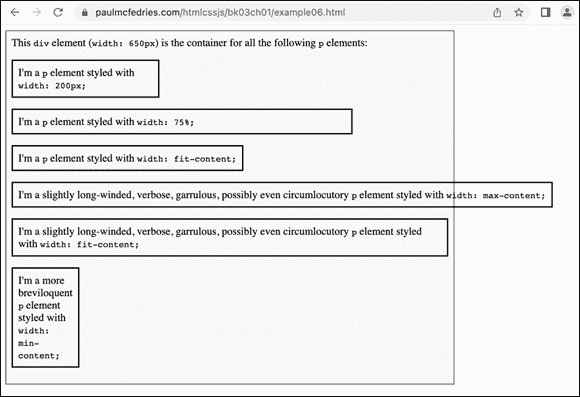 paulmcfedries.com/htmlcssjs/bk03ch01/example06.html
This div element (width: 650px) is the container for all the following p elements:
I'm a p element styled with
width: 200px;
I'm a p element styled with width: 75%;
I'm a p element styled with width: fit-content;
I'm a slightly long-winded, verbose, garrulous, possibly even circumlocutory p element styled with width: max-content;
I'm a slightly long-winded, verbose, garrulous, possibly even circumlocutory p element styled
with width: fit-content;
I'm a more
breviloquent
p element
styled with
width:
min-
content;